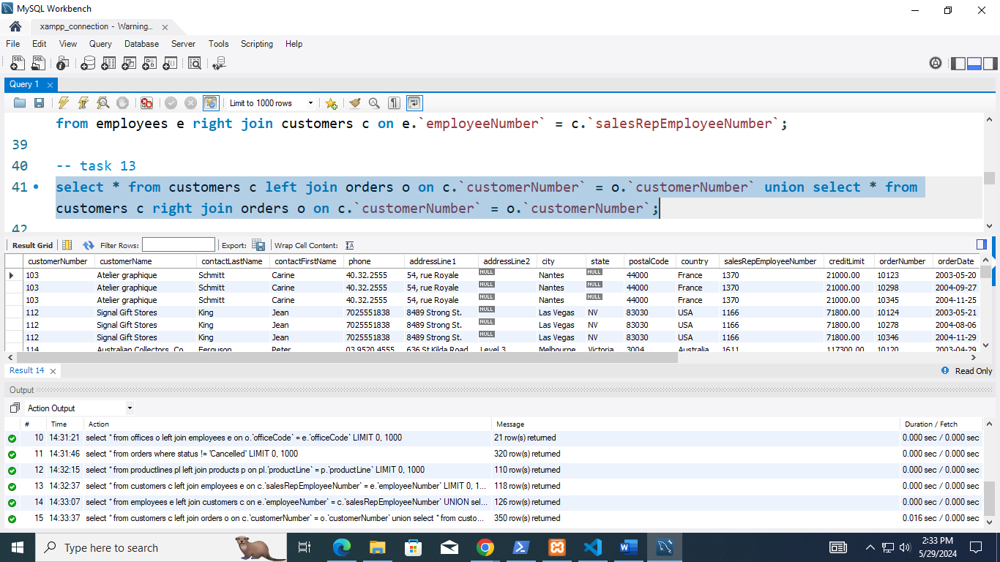 MySQL Workbench
xampp_connection - Warning...
File Edit View Query Database Server Tools Scripting Help
Query 1
Limit to 1000 rows
from employees e right join customers c on e.`employeeNumber` = c.`salesRepEmployeeNumber`;
39
40 -- task 13
41 select * from customers c left join orders o on c.`customerNumber` = o.`customerNumber` union select * from
customers c right join orders o on c.`customerNumber` = o.`customerNumber`;
42
Result Grid Filter Rows: Export: Wrap Cell Content:
customerNumber customerName contactLastName contactFirstName phone addressLine1 addressLine2 city state postalCode country salesRepEmployeeNumber creditLimit orderNumber orderDate
103 Atelier graphique Schmitt Carine 40.32.2555 54, rue Royale NULL Nantes NULL 44000 France 1370 21000.00 10123 2003-05-20
103 Atelier graphique Schmitt Carine 40.32.2555 54, rue Royale NULL Nantes NULL 44000 France 1370 21000.00 10298 2004-09-27
103 Atelier graphique Schmitt Carine 40.32.2555 54, rue Royale NULL Nantes NULL 44000 France 1370 21000.00 10345 2004-11-25
112 Signal Gift Stores King Jean 7025551838 8489 Strong St. NULL Las Vegas NV 83030 USA 1166 71800.00 10124 2003-05-21
112 Signal Gift Stores King Jean 7025551838 8489 Strong St. NULL Las Vegas NV 83030 USA 1166 71800.00 10278 2004-08-06
112 Signal Gift Stores King Jean 7025551838 8489 Strong St. NULL Las Vegas NV 83030 USA 1166 71800.00 10346 2004-11-29
114 Australian Collectors, Co. Ferguson Peter 03 9520 4555 636 St Kilda Road Level 3 Melbourne Victoria 3004 Australia 1611 117300.00 10120 2003-04-29
Result 14 Read Only
Output
Action Output
# Time Action Message Duration / Fetch
10 14:31:21 select * from offices o left join employees e on o.`officeCode` = e.`officeCode` LIMIT 0, 1000 21 row(s) returned 0.000 sec / 0.000 sec
11 14:31:46 select * from orders where status != 'Cancelled' LIMIT 0, 1000 320 row(s) returned 0.000 sec / 0.000 sec
12 14:32:15 select * from productlines pl left join products p on pl.`productLine` = p.`productLine` LIMIT 0, 1000 110 row(s) returned 0.000 sec / 0.000 sec
13 14:32:37 select * from customers c left join employees e on c.`salesRepEmployeeNumber` = e.`employeeNumber` LIMIT 0, 1... 118 row(s) returned 0.000 sec / 0.000 sec
14 14:33:07 select * from employees e left join customers c on e.`employeeNumber` = c.`salesRepEmployeeNumber` UNION sel... 126 row(s) returned 0.000 sec / 0.000 sec
15 14:33:37 select * from customers c left join orders o on c.`customerNumber` = o.`customerNumber` union select * from custo... 350 row(s) returned 0.016 sec / 0.000 sec
Type here to search
2:33 PM
5/29/2024